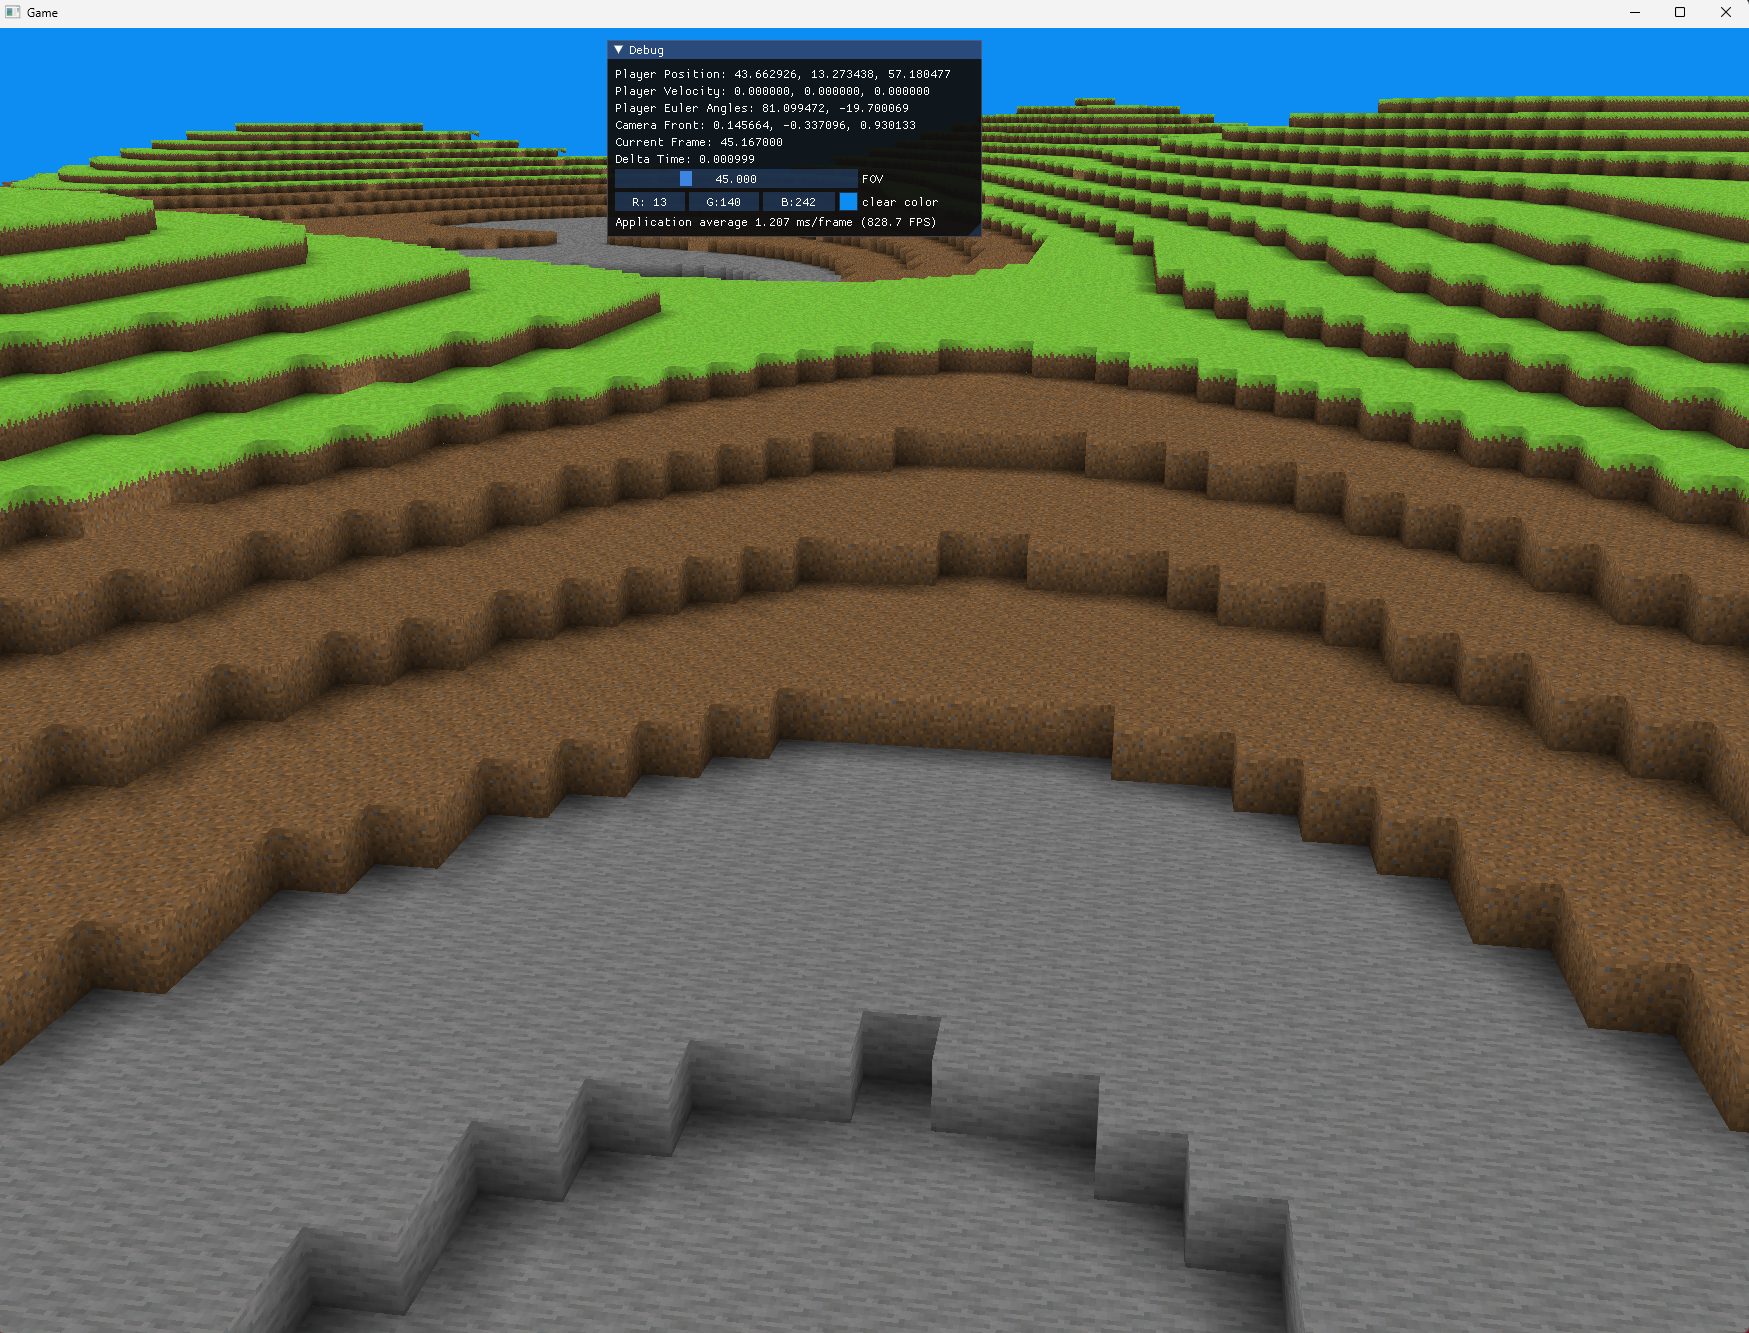 Game
Debug
Player Position: 43.662926, 13.273438, 57.180477
Player Velocity: 0.000000, 0.000000, 0.000000
Player Euler Angles: 81.099472, -19.700069
Camera Front: 0.145664, -0.337096, 0.930133
Current Frame: 45.167000
Delta Time: 0.000999
45.000 FOV
R: 13 G:140 B:242 clear color
Application average 1.207 ms/frame (828.7 FPS)